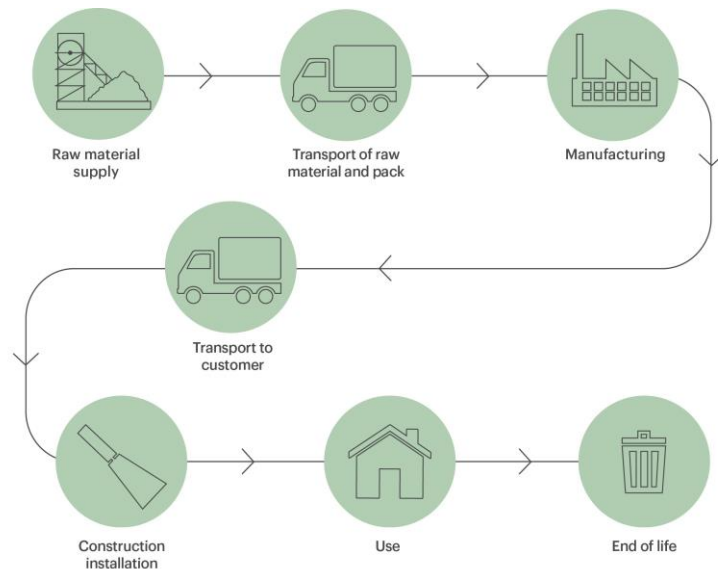 Raw material
supply
Transport of raw
material and pack
Manufacturing
Transport to
customer
Construction
installation
Use
End of life